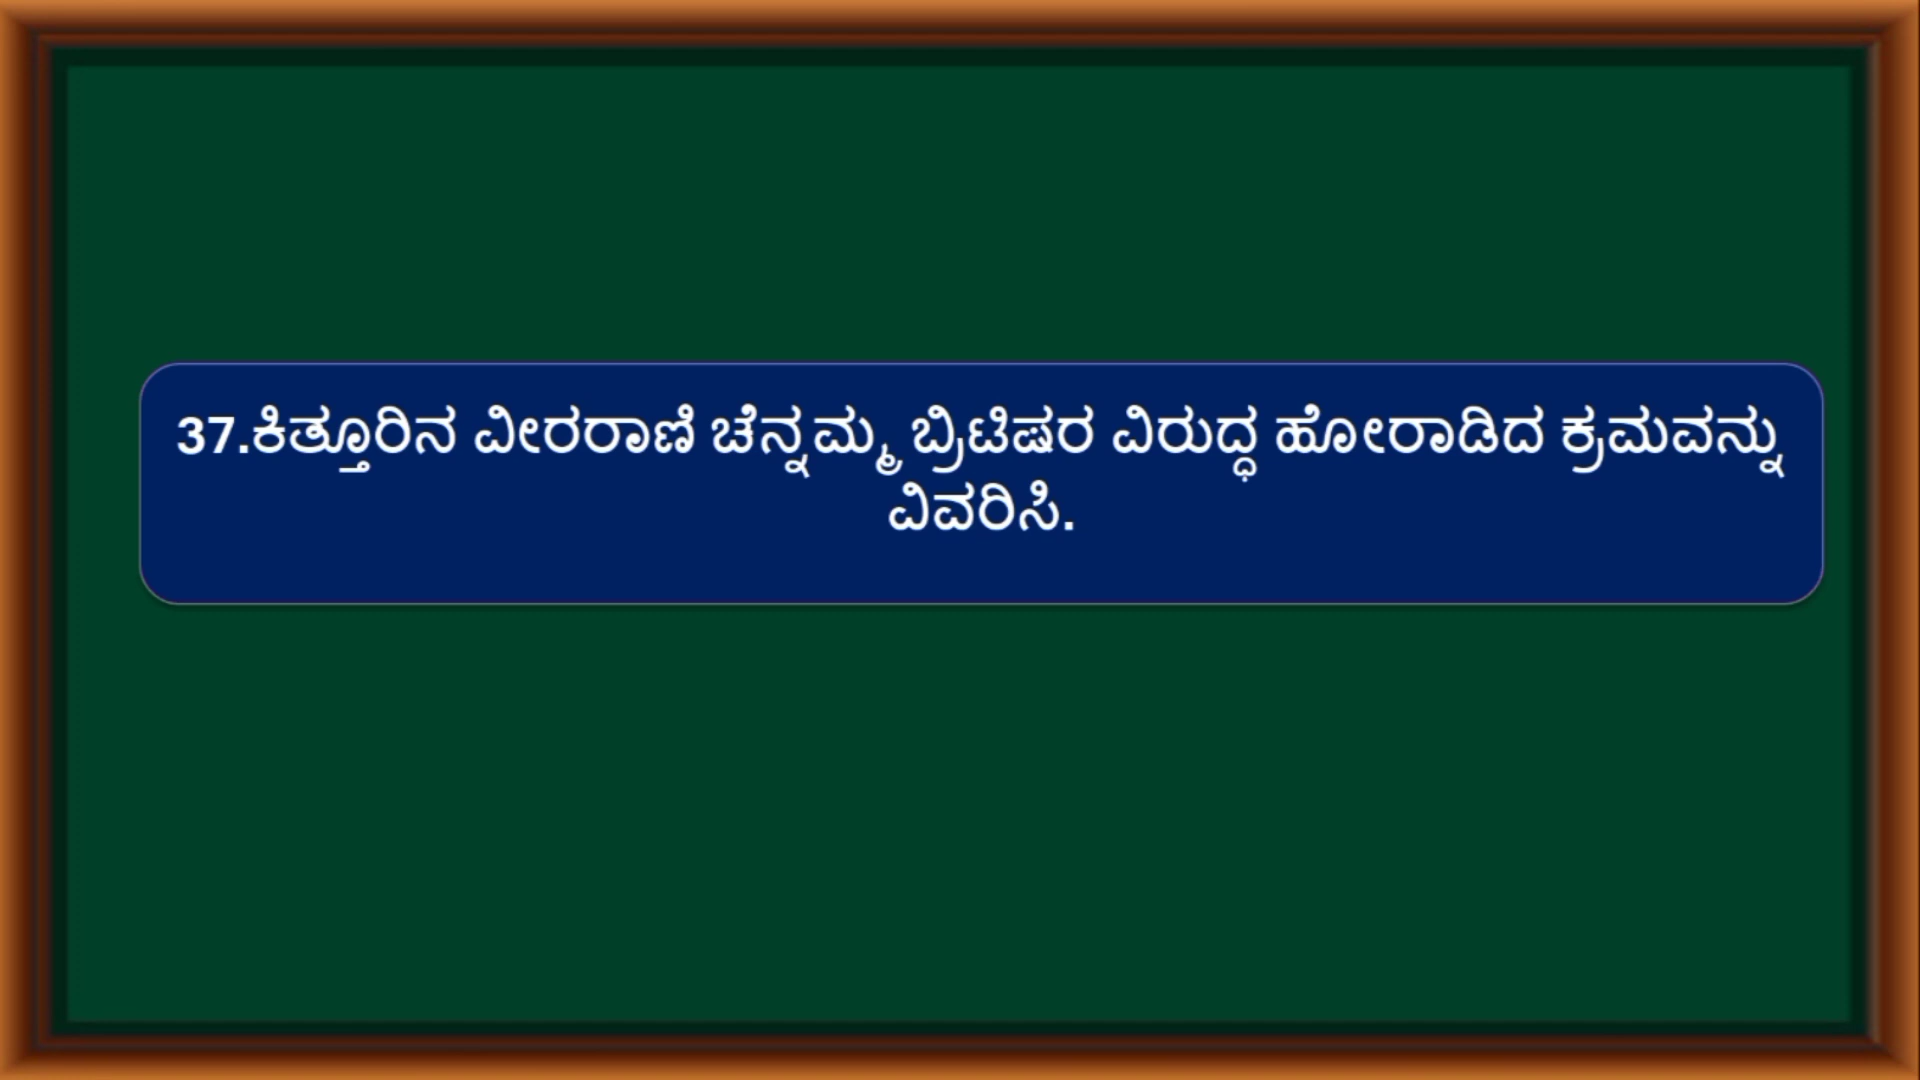 37.ಕಿತ್ತೂರಿನ ವೀರರಾಣಿ ಚೆನ್ನಮ್ಮ ಬ್ರಿಟಿಷರ ವಿರುದ್ಧ ಹೋರಾಡಿದ ಕ್ರಮವನ್ನು
ವಿವರಿಸಿ.